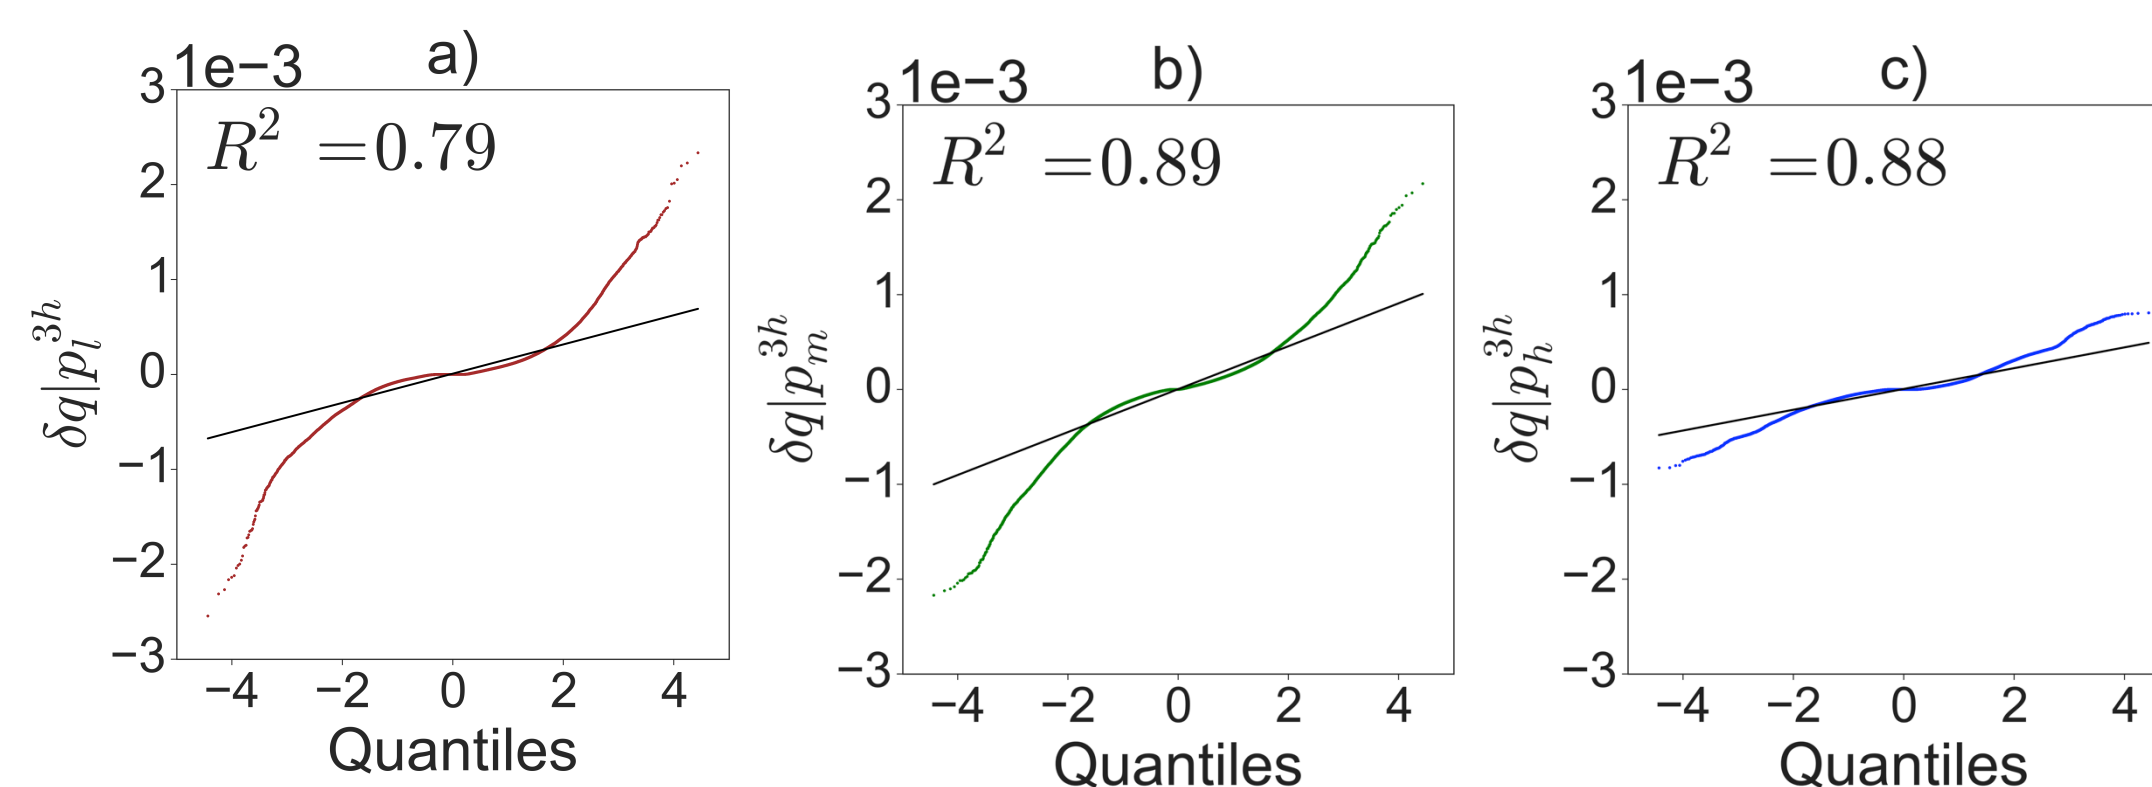 a)
1e−3
R² =0.79
3
2
1
0
−1
−2
−3
δq|p_l^{3h}
−4 −2 0 2 4
Quantiles
b)
1e−3
R² =0.89
3
2
1
0
−1
−2
−3
δq|p_m^{3h}
−4 −2 0 2 4
Quantiles
c)
1e−3
R² =0.88
3
2
1
0
−1
−2
−3
δq|p_h^{3h}
−4 −2 0 2 4
Quantiles